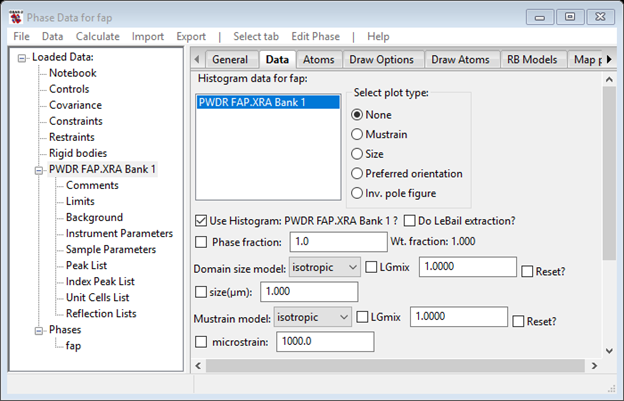 Phase Data for fap
File Data Calculate Import Export | Select tab Edit Phase | Help
Loaded Data:
Notebook
Controls
Covariance
Constraints
Restraints
Rigid bodies
PWDR FAP.XRA Bank 1
Comments
Limits
Background
Instrument Parameters
Sample Parameters
Peak List
Index Peak List
Unit Cells List
Reflection Lists
Phases
fap
General Data Atoms Draw Options Draw Atoms RB Models Map p
Histogram data for fap:
PWDR FAP.XRA Bank 1
Select plot type:
None
Mustrain
Size
Preferred orientation
Inv. pole figure
Use Histogram: PWDR FAP.XRA Bank 1 ? Do LeBail extraction?
Phase fraction: 1.0 Wt. fraction: 1.000
Domain size model: isotropic LGmix 1.0000 Reset?
size(μm): 1.000
Mustrain model: isotropic LGmix 1.0000 Reset?
microstrain: 1000.0